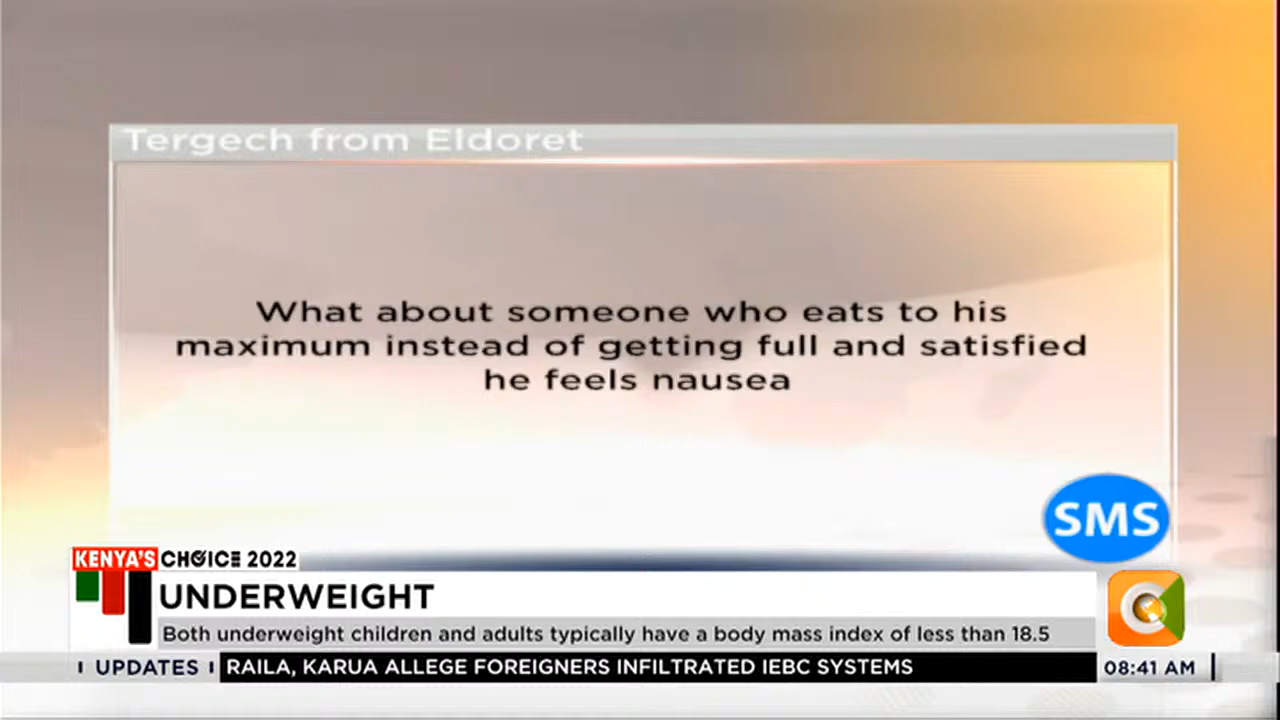 Tergech from Eldoret
What about someone who eats to his
maximum instead of getting full and satisfied
he feels nausea
SMS
KENYA'S CHOICE 2022
UNDERWEIGHT
Both underweight children and adults typically have a body mass index of less than 18.5
UPDATES RAILA, KARUA ALLEGE FOREIGNERS INFILTRATED IEBC SYSTEMS 08:41 AM